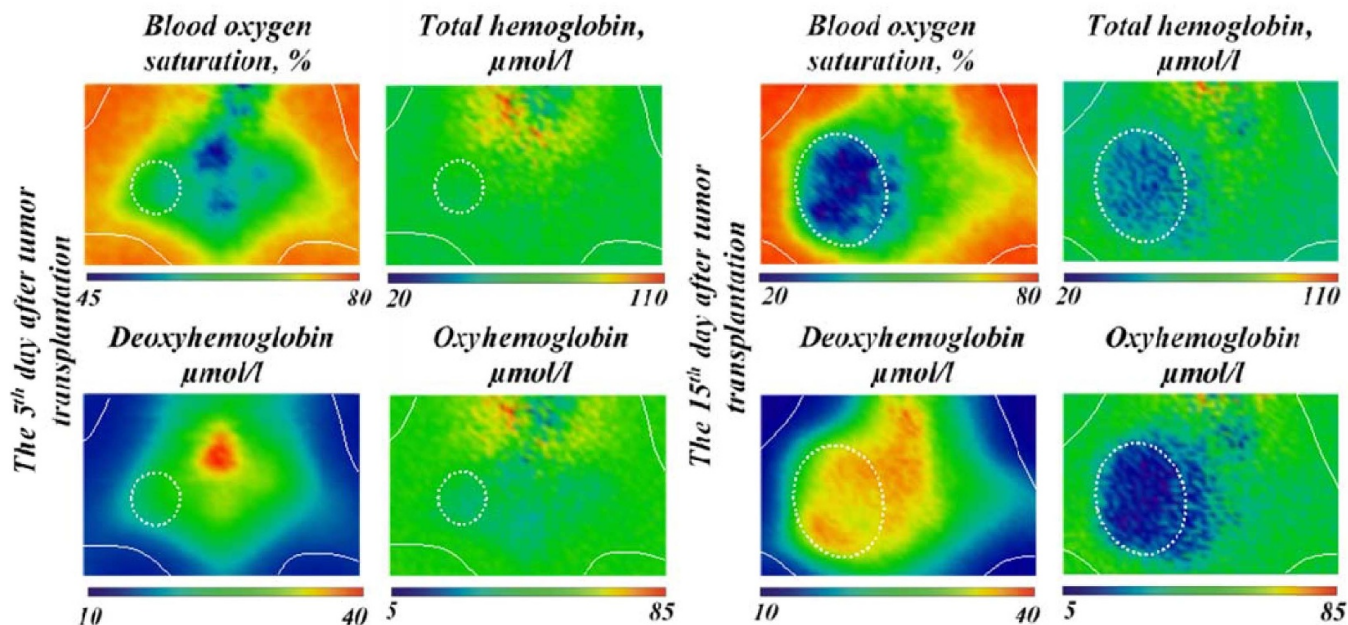 Blood oxygen
saturation, %
Total hemoglobin,
μmol/l
Blood oxygen
saturation, %
Total hemoglobin,
μmol/l
The 5th day after tumor
transplantation
45 80
20 110
The 15th day after tumor
transplantation
20 80
20 110
Deoxyhemoglobin
μmol/l
Oxyhemoglobin
μmol/l
Deoxyhemoglobin
μmol/l
Oxyhemoglobin
μmol/l
10 40
5 85
10 40
5 85